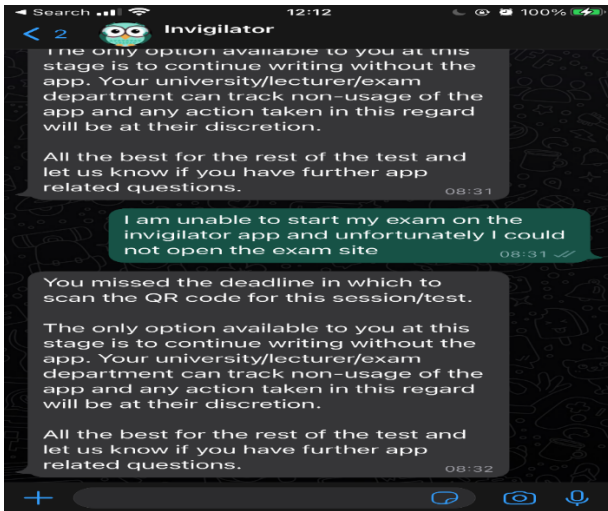 Search
12:12
100%
2
Invigilator
The only option available to you at this
stage is to continue writing without the
app. Your university/lecturer/exam
department can track non-usage of the
app and any action taken in this regard
will be at their discretion.
All the best for the rest of the test and
let us know if you have further app
related questions.
08:31
I am unable to start my exam on the
invigilator app and unfortunately I could
not open the exam site
08:31
You missed the deadline in which to
scan the QR code for this session/test.
The only option available to you at this
stage is to continue writing without the
app. Your university/lecturer/exam
department can track non-usage of the
app and any action taken in this regard
will be at their discretion.
All the best for the rest of the test and
let us know if you have further app
related questions.
08:32